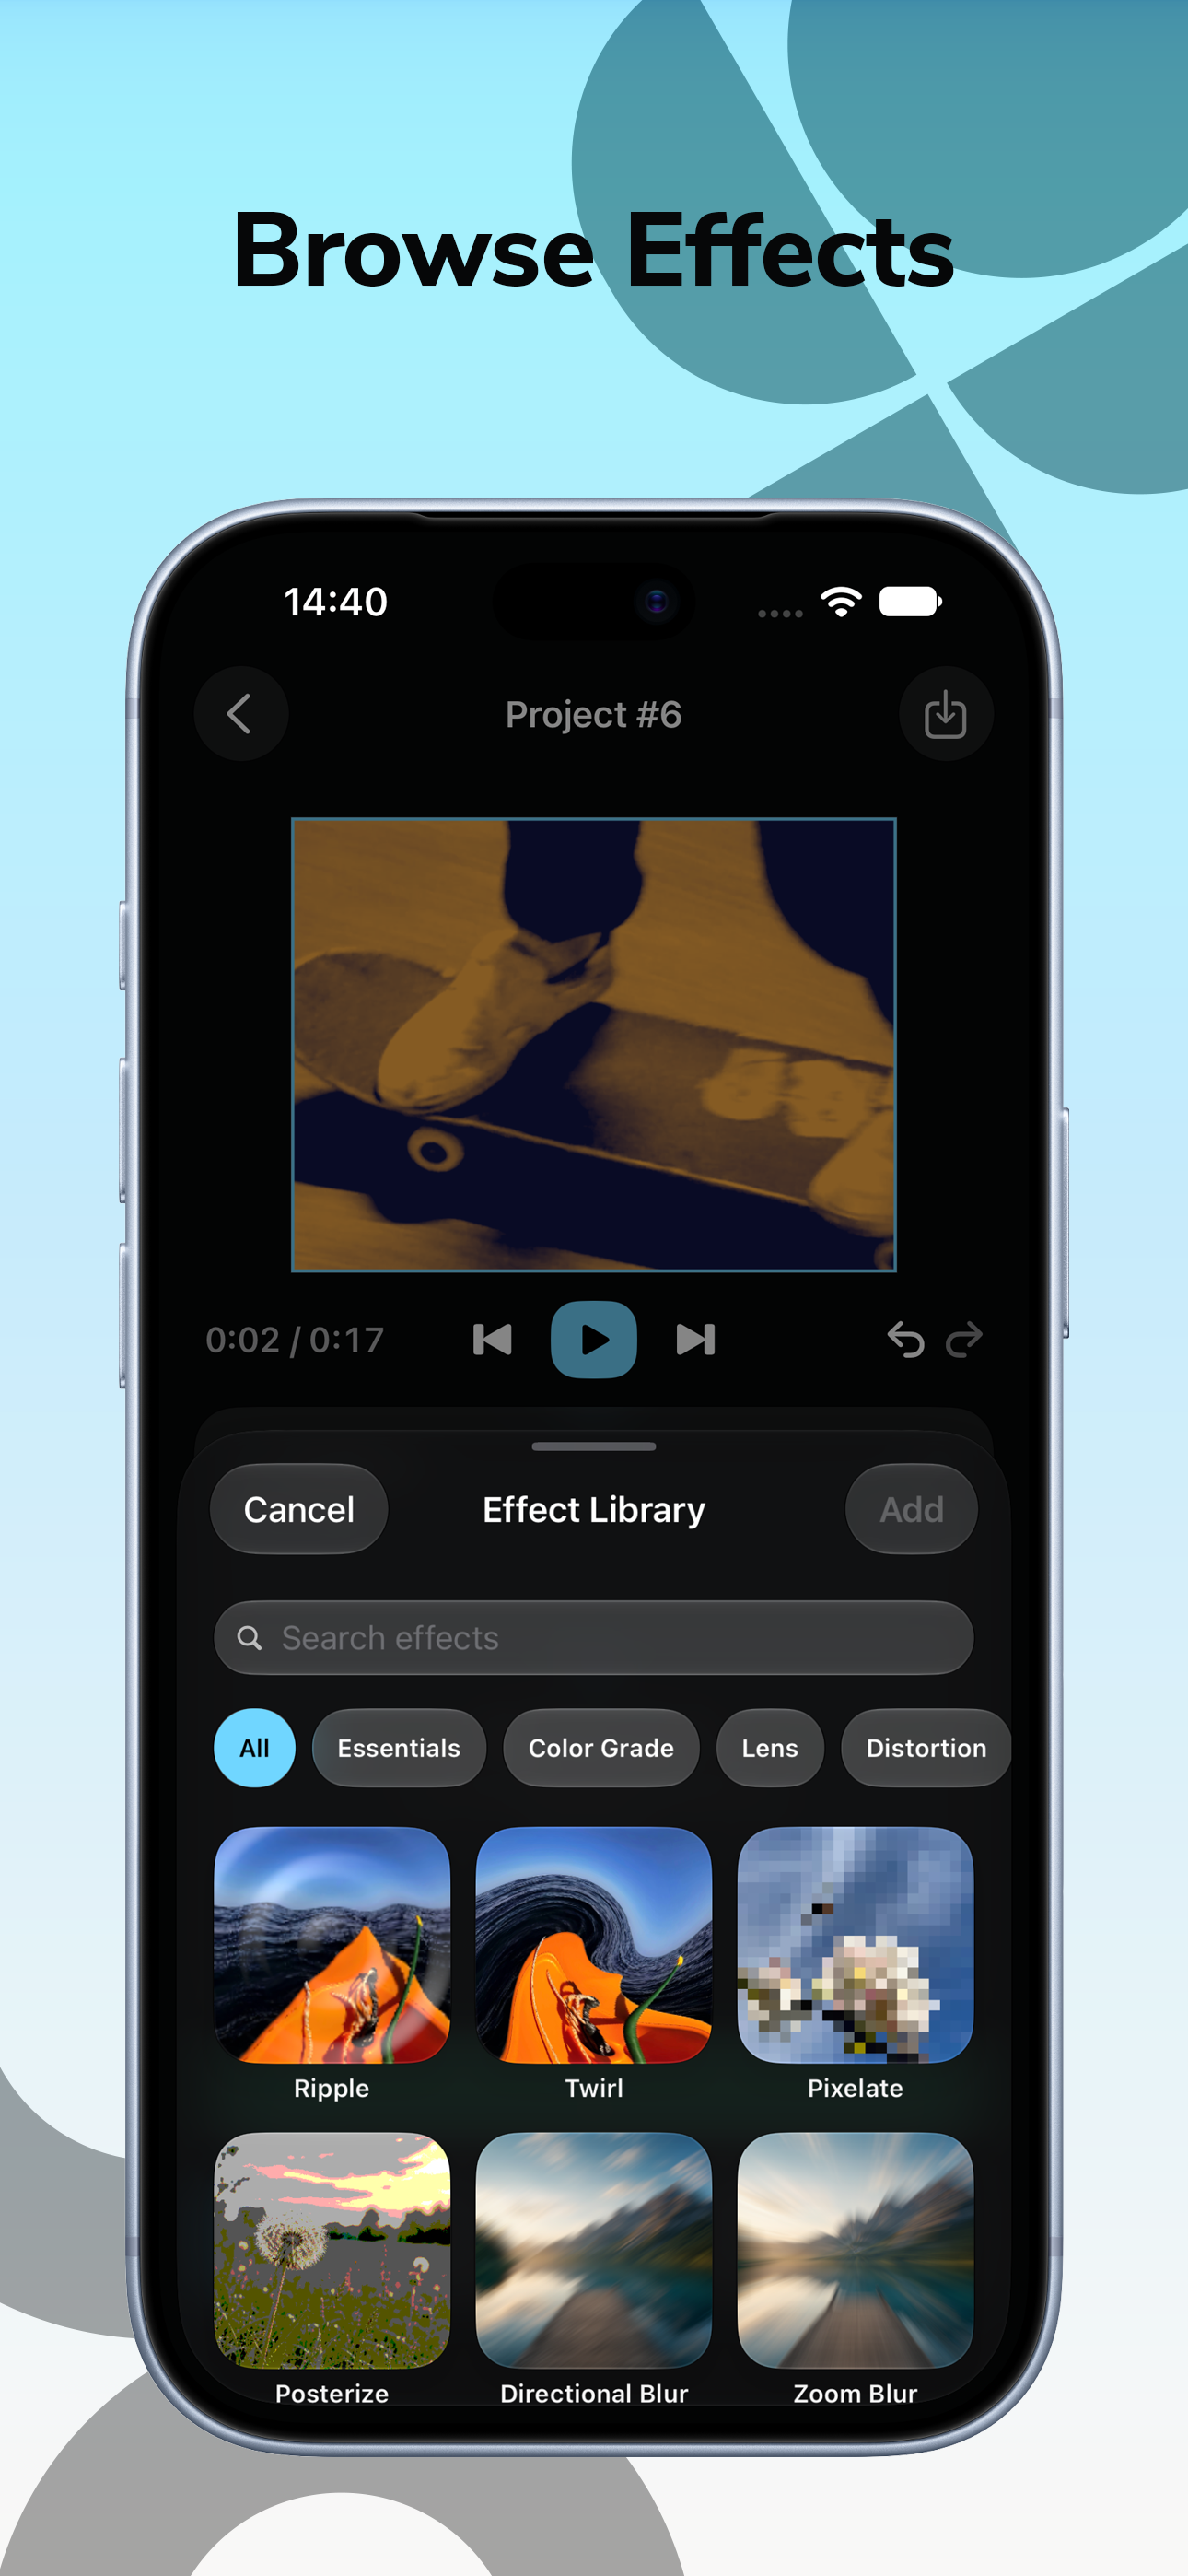 Browse Effects
14:40
Project #6
0:02 / 0:17
Cancel
Effect Library
Add
Search effects
All
Essentials
Color Grade
Lens
Distortion
Ripple
Twirl
Pixelate
Posterize
Directional Blur
Zoom Blur